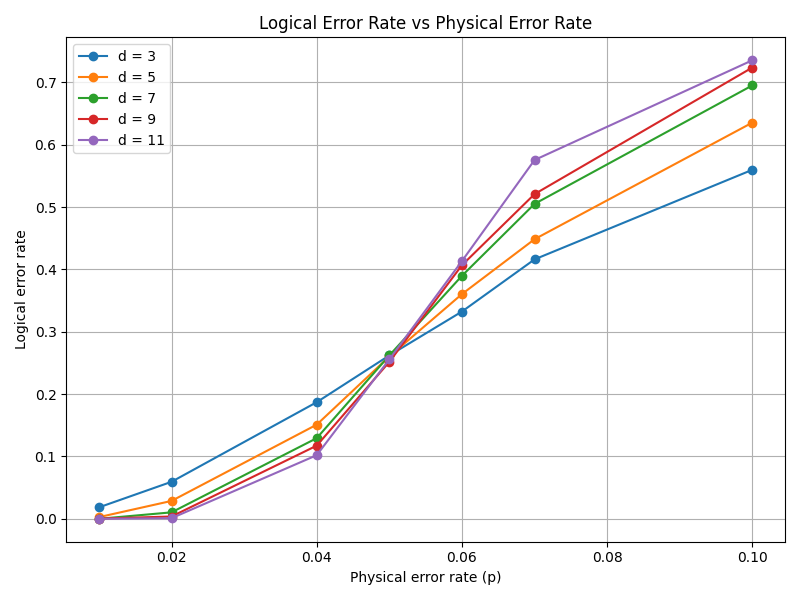 Logical Error Rate vs Physical Error Rate
d = 3
d = 5
d = 7
d = 9
d = 11
Logical error rate
0.7
0.6
0.5
0.4
0.3
0.2
0.1
0.0
0.02 0.04 0.06 0.08 0.10
Physical error rate (p)